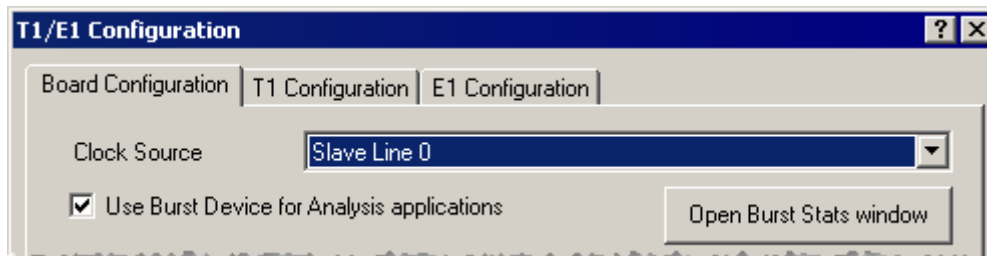 T1/E1 Configuration
Board Configuration T1 Configuration E1 Configuration
Clock Source Slave Line 0
Use Burst Device for Analysis applications Open Burst Stats window